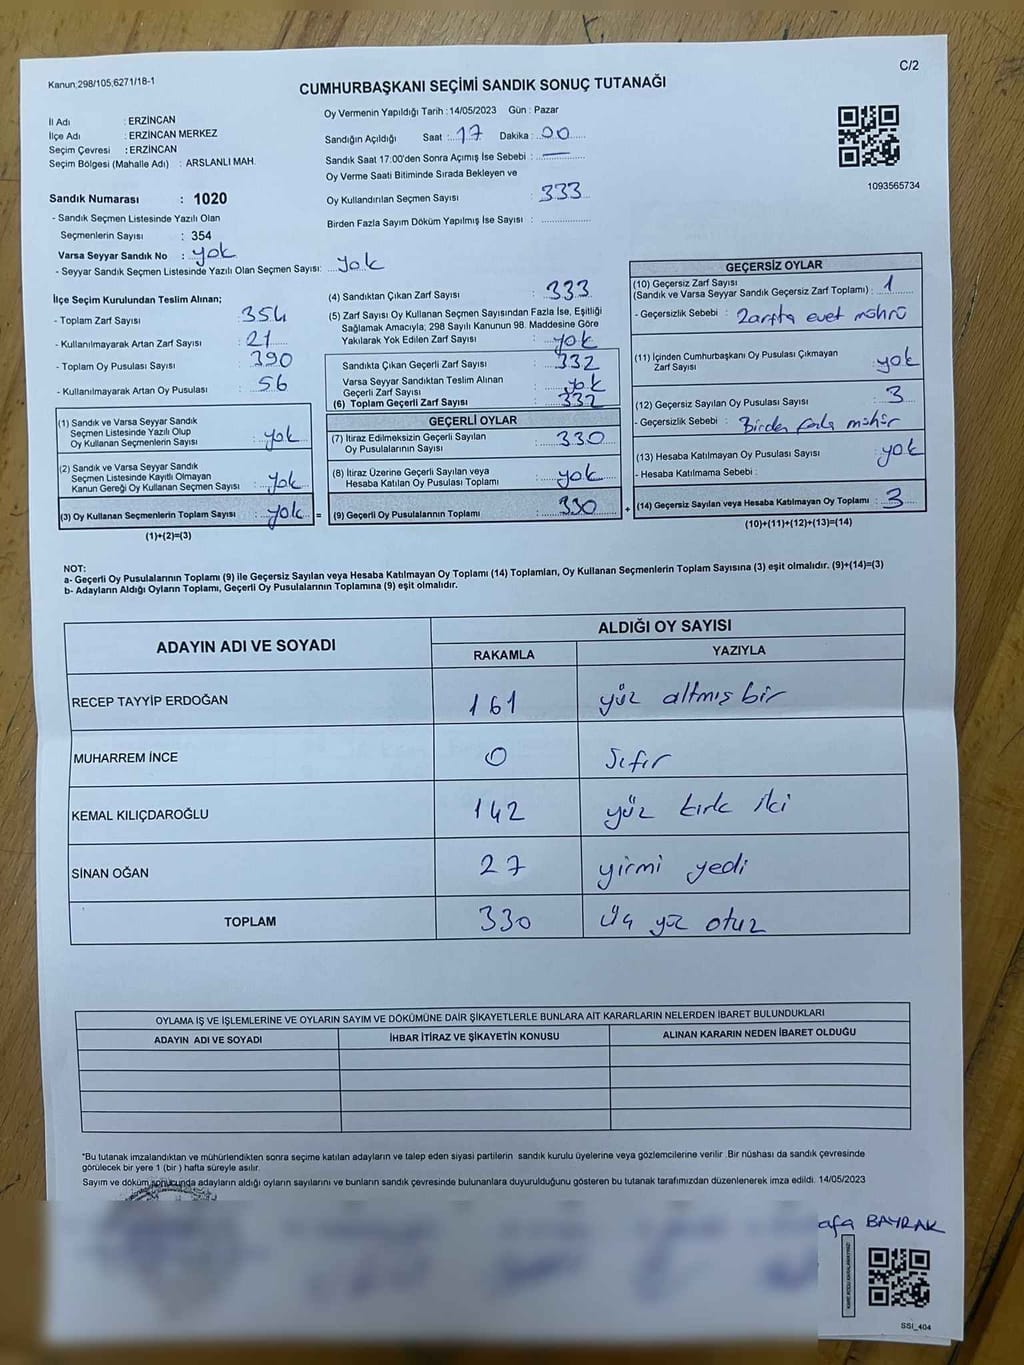 Kanun,298/105,6271/18-1
C/2
CUMHURBAŞKANI SEÇİMİ SANDIK SONUÇ TUTANAĞI
İl Adı : ERZİNCAN
İlçe Adı : ERZİNCAN MERKEZ
Seçim Çevresi : ERZİNCAN
Seçim Bölgesi (Mahalle Adı) : ARSLANLI MAH.
Sandık Numarası : 1020
- Sandık Seçmen Listesinde Yazılı Olan
Seçmenlerin Sayısı : 354
Varsa Seyyar Sandık No : yok
- Seyyar Sandık Seçmen Listesinde Yazılı Olan Seçmen Sayısı: yok
Oy Vermenin Yapıldığı Tarih : 14/05/2023 Gün : Pazar
Sandığın Açıldığı Saat : 17 Dakika : 00
Sandık Saat 17:00'den Sonra Açımış İse Sebebi : —
Oy Verme Saati Bitiminde Sırada Bekleyen ve
Oy Kullandırılan Seçmen Sayısı : 333
Birden Fazla Sayım Döküm Yapılmış İse Sayısı :
1093565734
İlçe Seçim Kurulundan Teslim Alınan;
- Toplam Zarf Sayısı : 354
- Kullanılmayarak Artan Zarf Sayısı : 21
- Toplam Oy Pusulası Sayısı : 390
- Kullanılmayarak Artan Oy Pusulası : 56
(1) Sandık ve Varsa Seyyar Sandık
Seçmen Listesinde Yazılı Olup
Oy Kullanan Seçmenlerin Sayısı : yok
(2) Sandık ve Varsa Seyyar Sandık
Seçmen Listesinde Kayıtlı Olmayan
Kanun Gereği Oy Kullanan Seçmen Sayısı : yok
(3) Oy Kullanan Seçmenlerin Toplam Sayısı : yok =
(1)+(2)=(3)
(4) Sandıktan Çıkan Zarf Sayısı : 333
(5) Zarf Sayısı Oy Kullanan Seçmen Sayısından Fazla İse, Eşitliği
Sağlamak Amacıyla, 298 Sayılı Kanunun 98. Maddesine Göre
Yakılarak Yok Edilen Zarf Sayısı : yok
Sandıkta Çıkan Geçerli Zarf Sayısı : 332
Varsa Seyyar Sandıktan Teslim Alınan
Geçerli Zarf Sayısı : yok
(6) Toplam Geçerli Zarf Sayısı : 332
GEÇERLİ OYLAR
(7) İtiraz Edilmeksizin Geçerli Sayılan
Oy Pusulalarının Sayısı : 330
(8) İtiraz Üzerine Geçerli Sayılan veya
Hesaba Katılan Oy Pusulası Toplamı : yok
(9) Geçerli Oy Pusulalarının Toplamı : 330 +
GEÇERSİZ OYLAR
(10) Geçersiz Zarf Sayısı
(Sandık ve Varsa Seyyar Sandık Geçersiz Zarf Toplamı) : 1
- Geçersizlik Sebebi : Zarfta evet mührü
(11) İçinden Cumhurbaşkanı Oy Pusulası Çıkmayan
Zarf Sayısı : yok
(12) Geçersiz Sayılan Oy Pusulası Sayısı : 3
- Geçersizlik Sebebi : Birden fazla mühür
(13) Hesaba Katılmayan Oy Pusulası Sayısı : yok
- Hesaba Katılmama Sebebi :
(14) Geçersiz Sayılan veya Hesaba Katılmayan Oy Toplamı : 3
(10)+(11)+(12)+(13)=(14)
NOT:
a- Geçerli Oy Pusulalarının Toplamı (9) ile Geçersiz Sayılan veya Hesaba Katılmayan Oy Toplamı (14) Toplamları, Oy Kullanan Seçmenlerin Toplam Sayısına (3) eşit olmalıdır. (9)+(14)=(3)
b- Adayların Aldığı Oyların Toplamı, Geçerli Oy Pusulalarının Toplamına (9) eşit olmalıdır.
ADAYIN ADI VE SOYADI ALDIĞI OY SAYISI
RAKAMLA YAZIYLA
RECEP TAYYİP ERDOĞAN 161 yüz altmış bir
MUHARREM İNCE 0 Sıfır
KEMAL KILIÇDAROĞLU 142 yüz kırk iki
SİNAN OĞAN 27 yirmi yedi
TOPLAM 330 Üç yüz otuz
OYLAMA İŞ VE İŞLEMLERİNE VE OYLARIN SAYIM VE DÖKÜMÜNE DAİR ŞİKAYETLERLE BUNLARA AİT KARARLARIN NELERDEN İBARET BULUNDUKLARI
ADAYIN ADI VE SOYADI İHBAR İTİRAZ VE ŞİKAYETİN KONUSU ALINAN KARARIN NEDEN İBARET OLDUĞU
*Bu tutanak imzalandıktan ve mühürlendikten sonra seçime katılan adayların ve talep eden siyasi partilerin sandık kurulu üyelerine veya gözlemcilerine verilir .Bir nüshası da sandık çevresinde
görülecek bir yere 1 (bir ) hafta süreyle asılır.
Sayım ve döküm sonucunda adayların aldığı oyların sayılarını ve bunların sandık çevresinde bulunanlara duyurulduğunu gösteren bu tutanak tarafımızdan düzenlenerek imza edildi. 14/05/2023
afa BAYRAK
SSİ_404